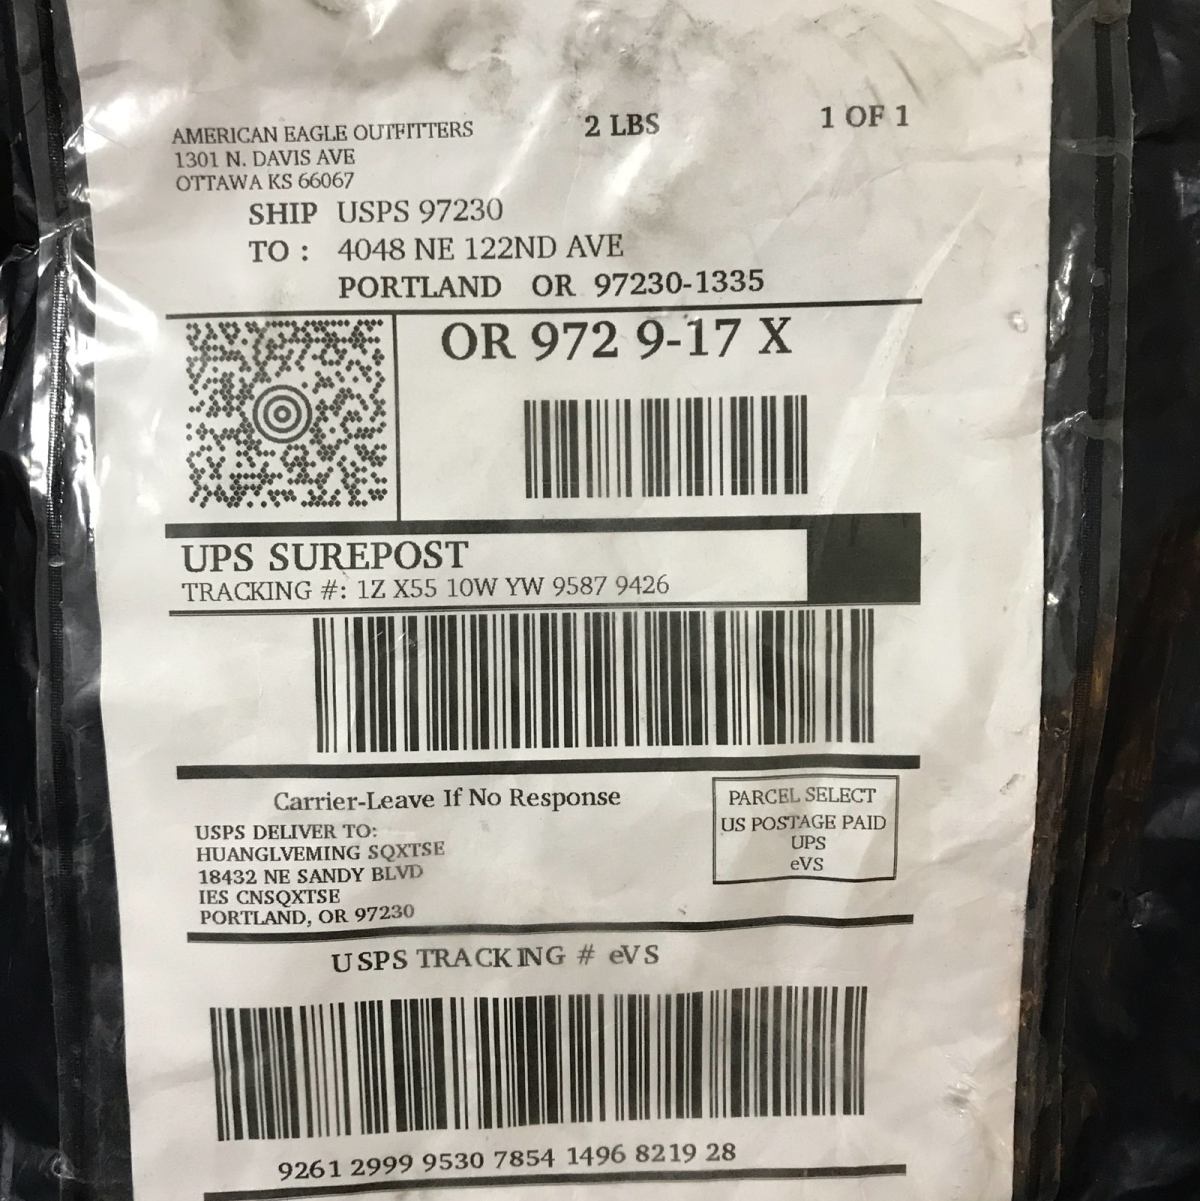 AMERICAN EAGLE OUTFITTERS 2 LBS 1 OF 1
1301 N. DAVIS AVE
OTTAWA KS 66067
SHIP USPS 97230
TO : 4048 NE 122ND AVE
PORTLAND OR 97230-1335
OR 972 9-17 X
UPS SUREPOST
TRACKING #: 1Z X55 10W YW 9587 9426
Carrier-Leave If No Response
USPS DELIVER TO:
HUANGLVEMING SQXTSE
18432 NE SANDY BLVD
IES CNSQXTSE
PORTLAND, OR 97230
PARCEL SELECT
US POSTAGE PAID
UPS
eVS
USPS TRACKING # eVS
9261 2999 9530 7854 1496 8219 28